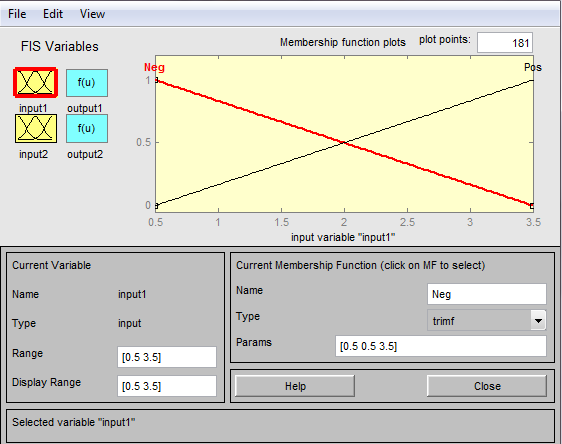 File Edit View
FIS Variables
Membership function plots plot points: 181
f(u)
input1 output1
f(u)
input2 output2
Neg Pos
1
0.5
0
0.5 1 1.5 2 2.5 3 3.5
input variable "input1"
Current Variable
Name input1
Type input
Range [0.5 3.5]
Display Range [0.5 3.5]
Current Membership Function (click on MF to select)
Name Neg
Type trimf
Params [0.5 0.5 3.5]
Help Close
Selected variable "input1"